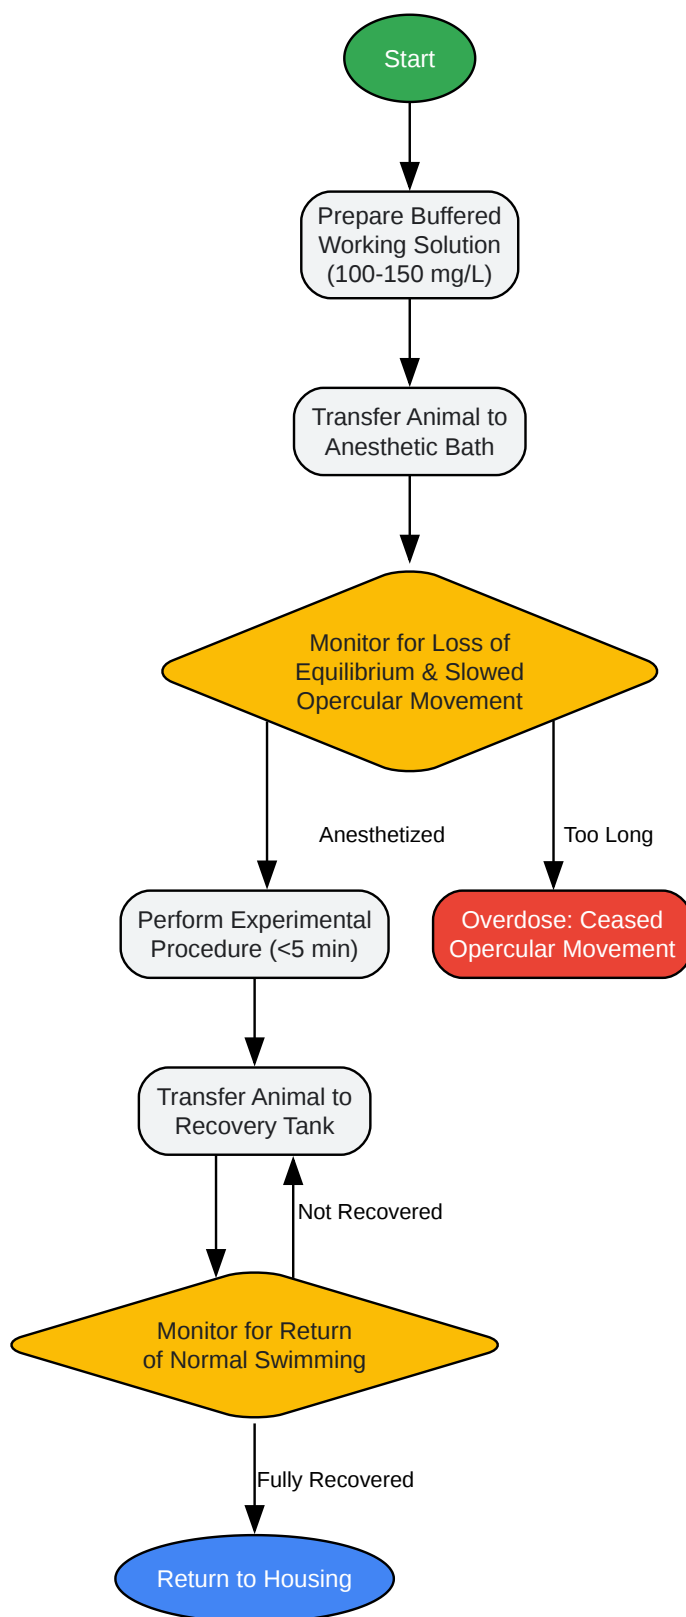 Start
Prepare Buffered
Working Solution
(100-150 mg/L)
Transfer Animal to
Anesthetic Bath
Monitor for Loss of
Equilibrium & Slowed
Opercular Movement
Anesthetized
Too Long
Perform Experimental
Procedure (<5 min)
Overdose: Ceased
Opercular Movement
Transfer Animal to
Recovery Tank
Not Recovered
Monitor for Return
of Normal Swimming
Fully Recovered
Return to Housing